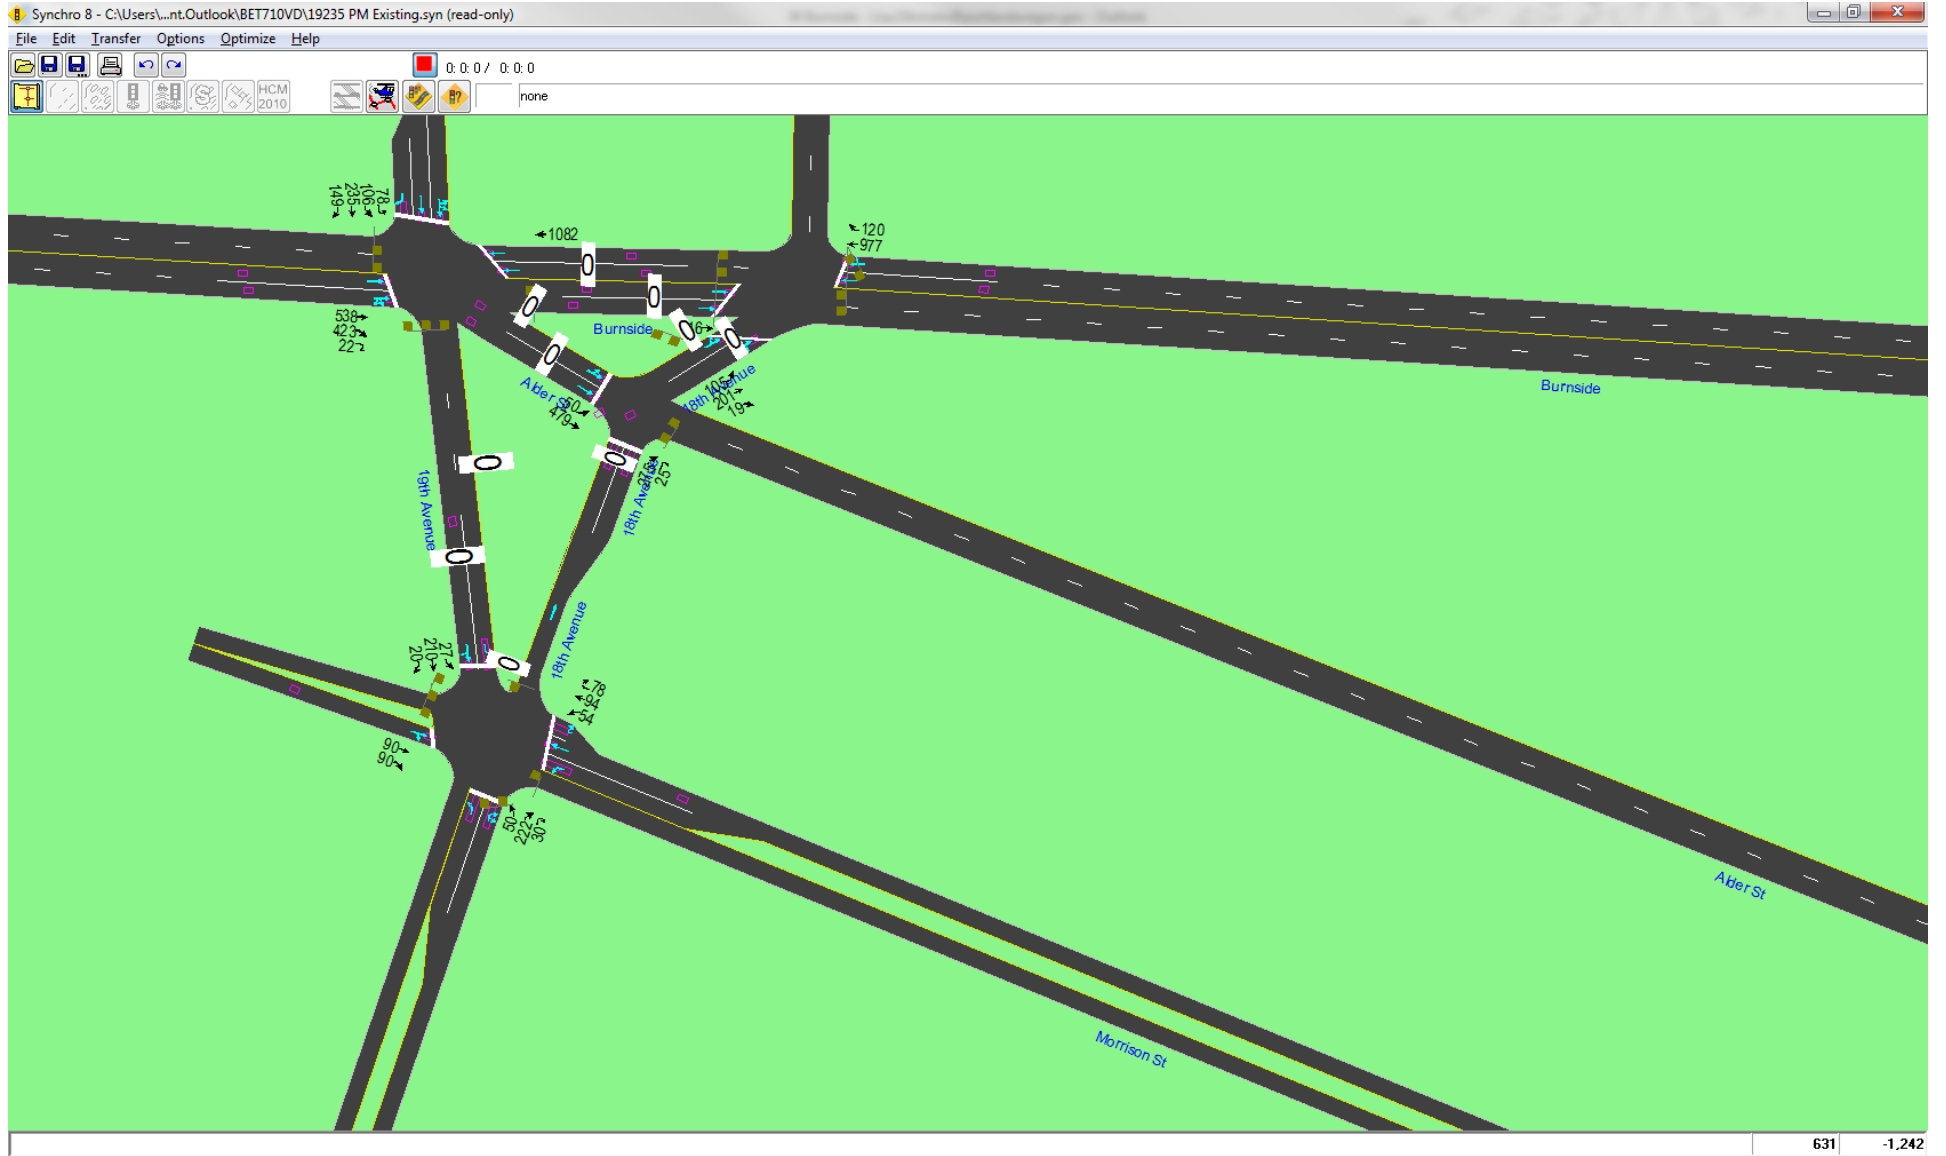 Synchro 8 - C:\Users\...nt.Outlook\BET710VD\19235 PM Existing.syn (read-only)
File Edit Transfer Options Optimize Help
0: 0: 0 / 0: 0: 0
HCM
2010
none
149
235
106
78
1082
120
977
0
0
0
538
423
22
Burnside
16
0
0
0
Burnside
Alder St
50
479
18th Avenue
105
201
19
0
25
18th Avenue
19th Avenue
0
0
18th Avenue
20
210
27
0
78
94
54
90
90
50
222
30
Alder St
Morrison St
631 -1,242